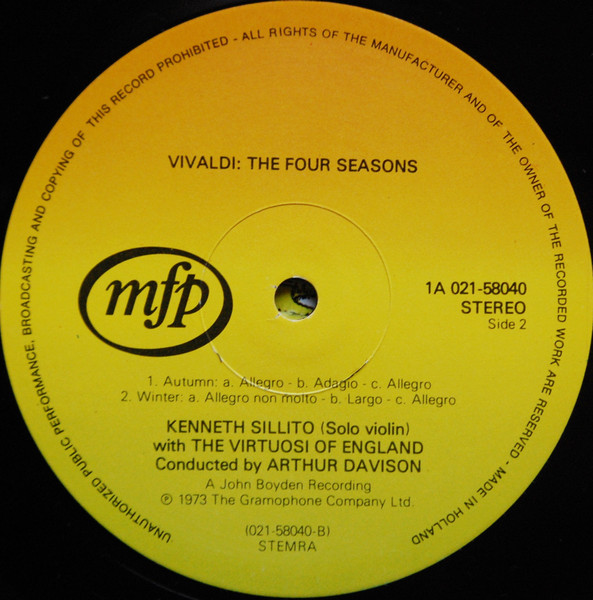 UNAUTHORIZED PUBLIC PERFORMANCE, BROADCASTING AND COPYING OF THIS RECORD PROHIBITED - ALL RIGHTS OF THE MANUFACTURER AND OF THE OWNER OF THE RECORDED WORK ARE RESERVED - MADE IN HOLLAND
VIVALDI: THE FOUR SEASONS
mfp
1A 021-58040
STEREO
Side 2
1. Autumn: a. Allegro - b. Adagio - c. Allegro
2. Winter: a. Allegro non molto - b. Largo - c. Allegro
KENNETH SILLITO (Solo violin)
with THE VIRTUOSI OF ENGLAND
Conducted by ARTHUR DAVISON
A John Boyden Recording
℗ 1973 The Gramophone Company Ltd.
(021-58040-B)
STEMRA